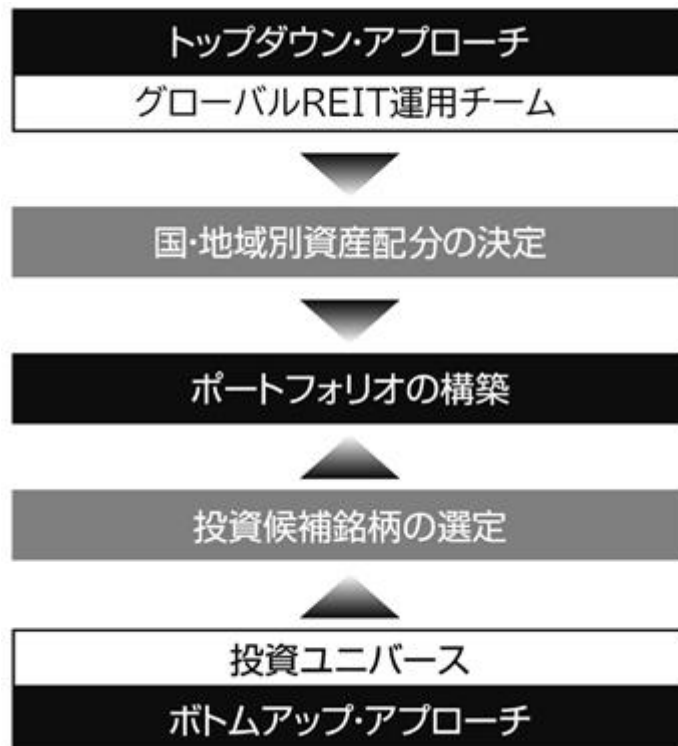 トップダウン･アプローチ
グローバルREIT運用チーム
国･地域別資産配分の決定
ポートフォリオの構築
投資候補銘柄の選定
投資ユニバース
ボトムアップ･アプローチ